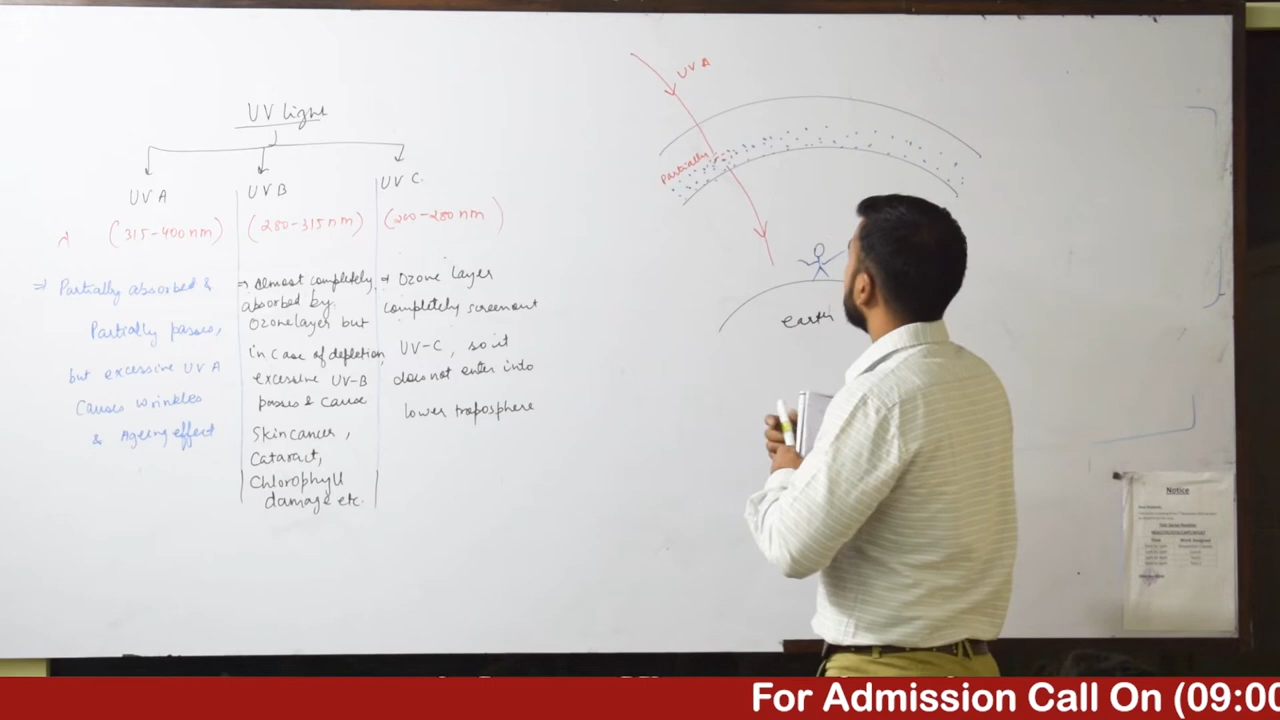 UV light
UV A
(315-400nm)
⇒ Partially absorbed &
Partially passes,
but excessive UV A
Causes wrinkles
& Ageing effect
UV B
(280-315nm)
⇒ Almost completely
absorbed by
Ozone layer but
in case of depletion,
excessive UV-B
passes & cause
Skin cancer,
Cataract,
Chlorophyll
damage etc.
UV C.
(200-280nm)
Ozone layer
completely screenout
UV-C, so it
does not enter into
lower troposphere
λ
UV A
Partially
earth
Notice
For Admission Call On (09:00